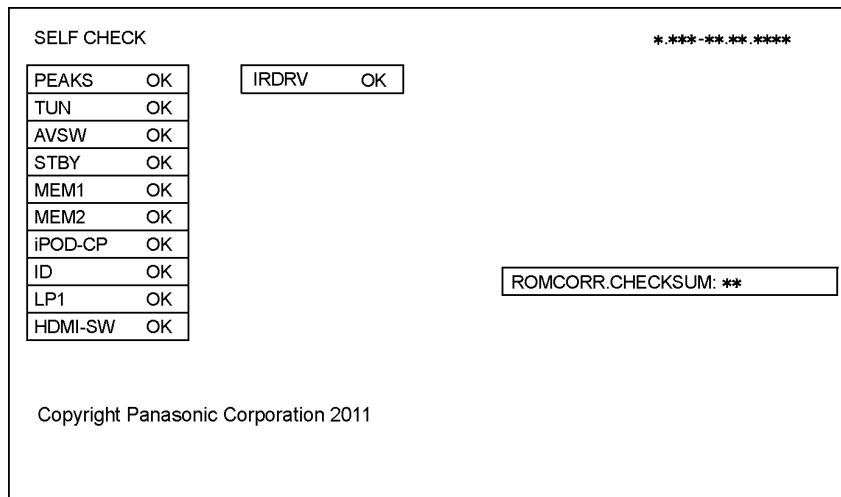 SELF CHECK *.***-**.**.****
PEAKS OK IRDRV OK
TUN OK
AVSW OK
STBY OK
MEM1 OK
MEM2 OK
iPOD-CP OK
ID OK
LP1 OK
HDMI-SW OK
ROMCORR.CHECKSUM: **
Copyright Panasonic Corporation 2011